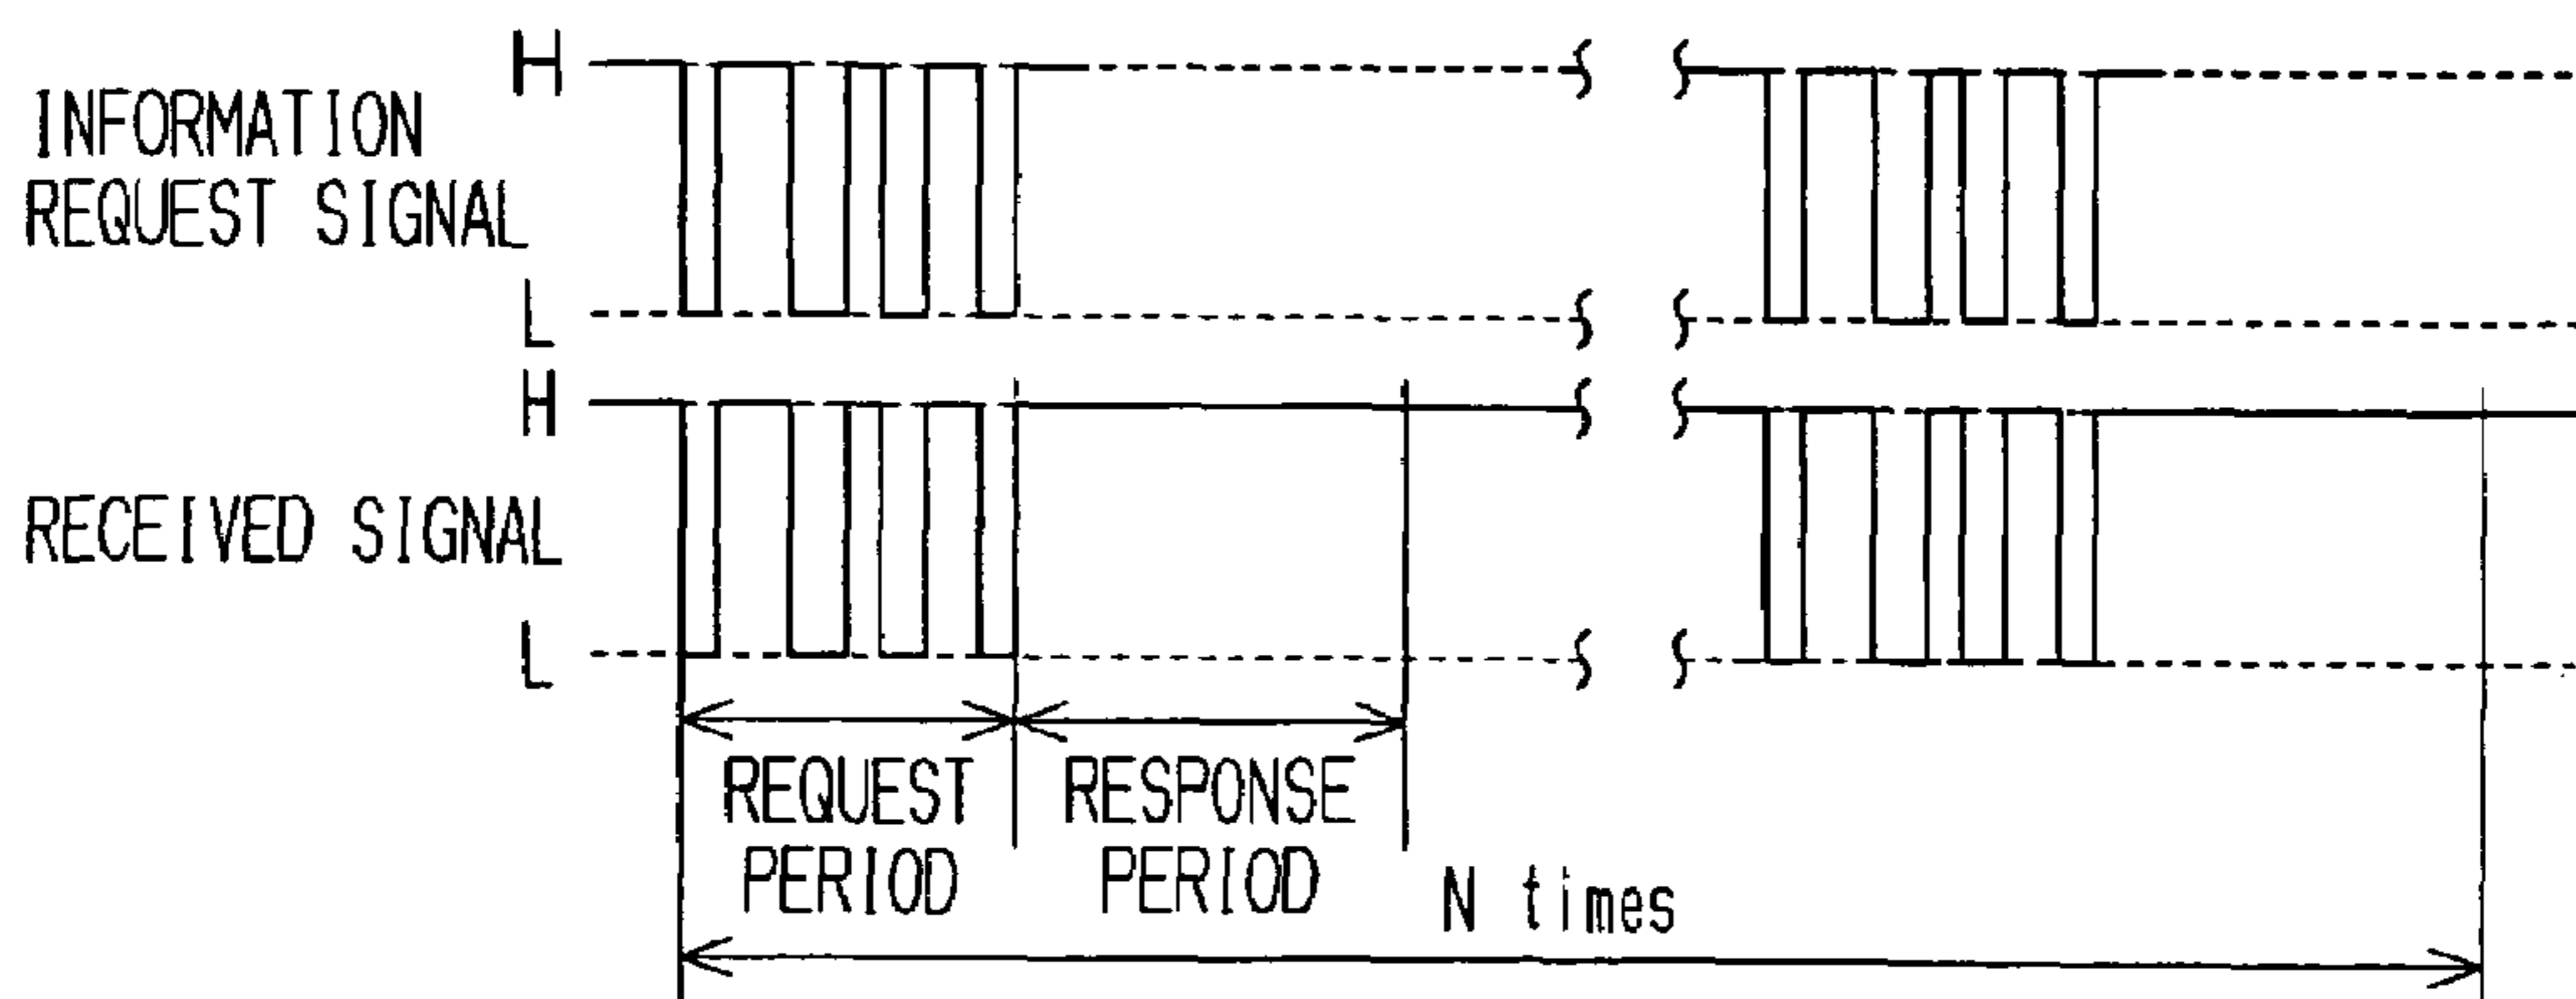 H
INFORMATION
REQUEST SIGNAL
L
H
RECEIVED SIGNAL
L
REQUEST
PERIOD
RESPONSE
PERIOD
N times